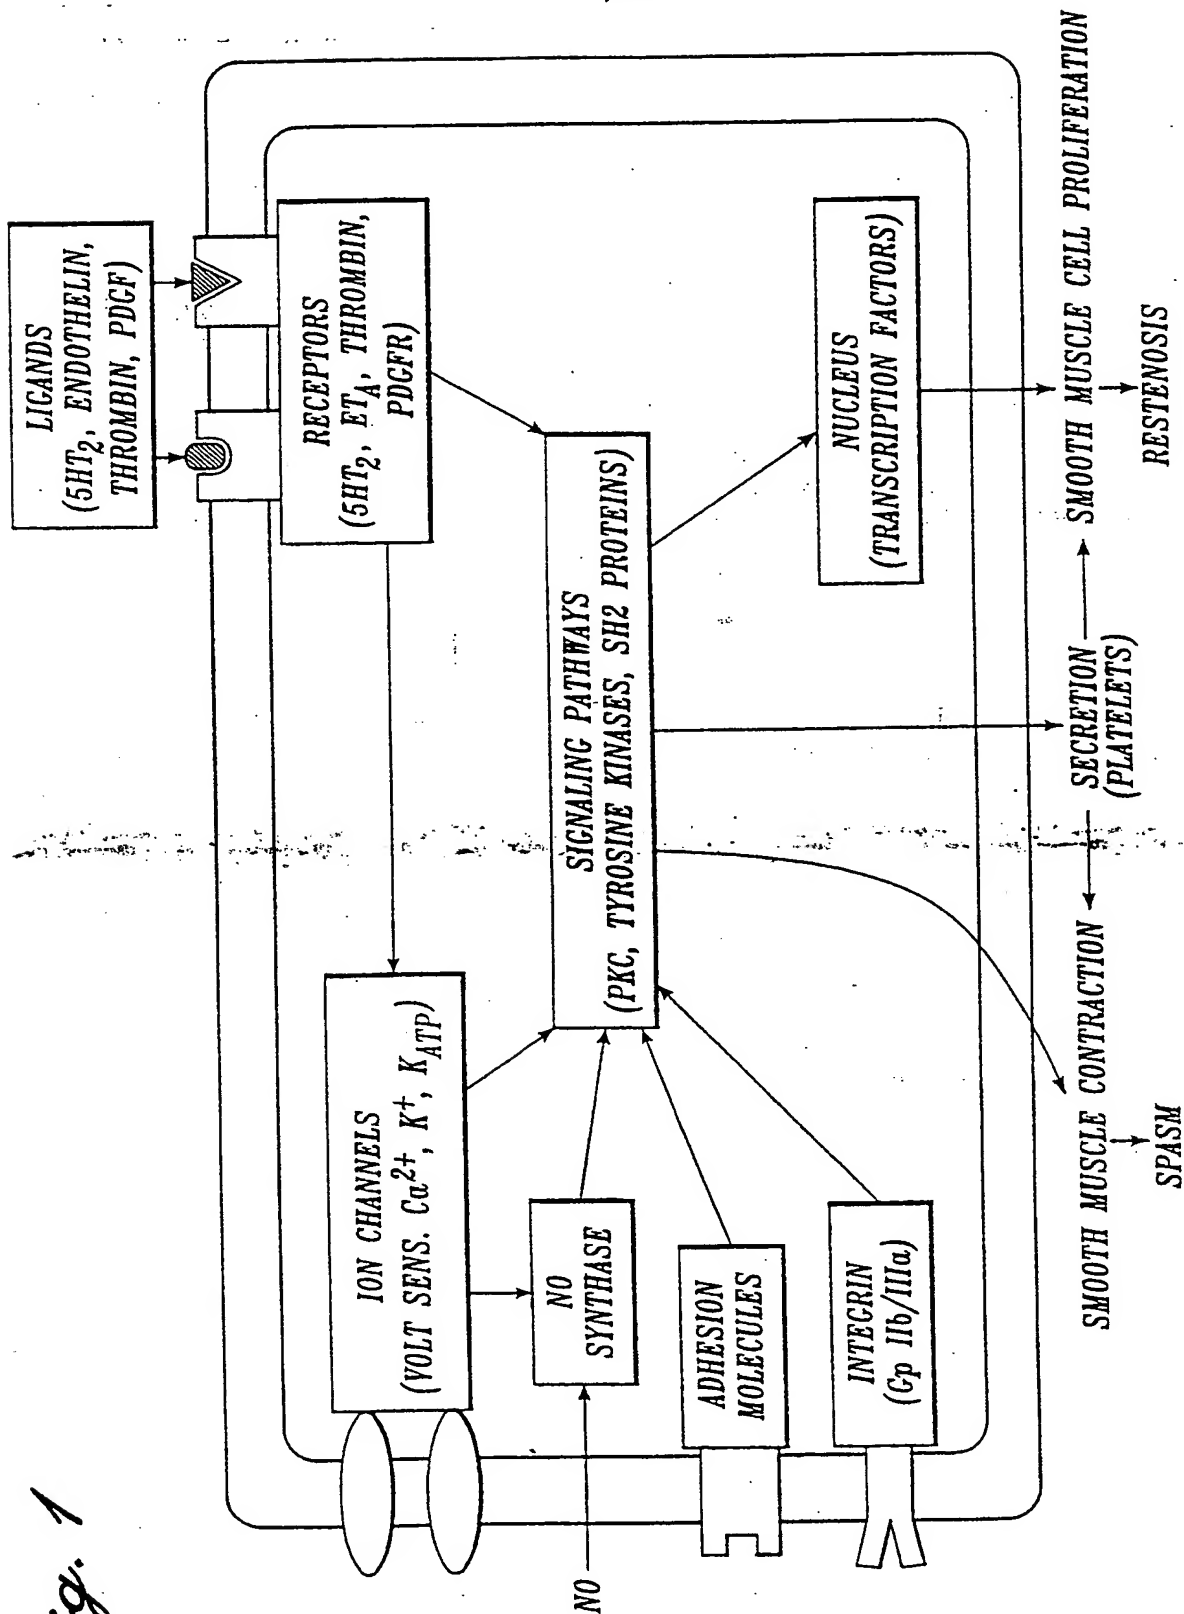 Fig. 1
LIGANDS
(5HT2, ENDOTHELIN,
THROMBIN, PDGF)
RECEPTORS
(5HT2, ETA, THROMBIN,
PDGFR)
ION CHANNELS
(VOLT SENS. Ca2+, K+, KATP)
NO
SYNTHASE
NO
SIGNALING PATHWAYS
(PKC, TYROSINE KINASES, SH2 PROTEINS)
ADHESION
MOLECULES
INTEGRIN
(Gp IIb/IIIa)
NUCLEUS
(TRANSCRIPTION FACTORS)
SMOOTH MUSCLE CONTRACTION
SECRETION
(PLATELETS)
SMOOTH MUSCLE CELL PROLIFERATION
SPASM
RESTENOSIS